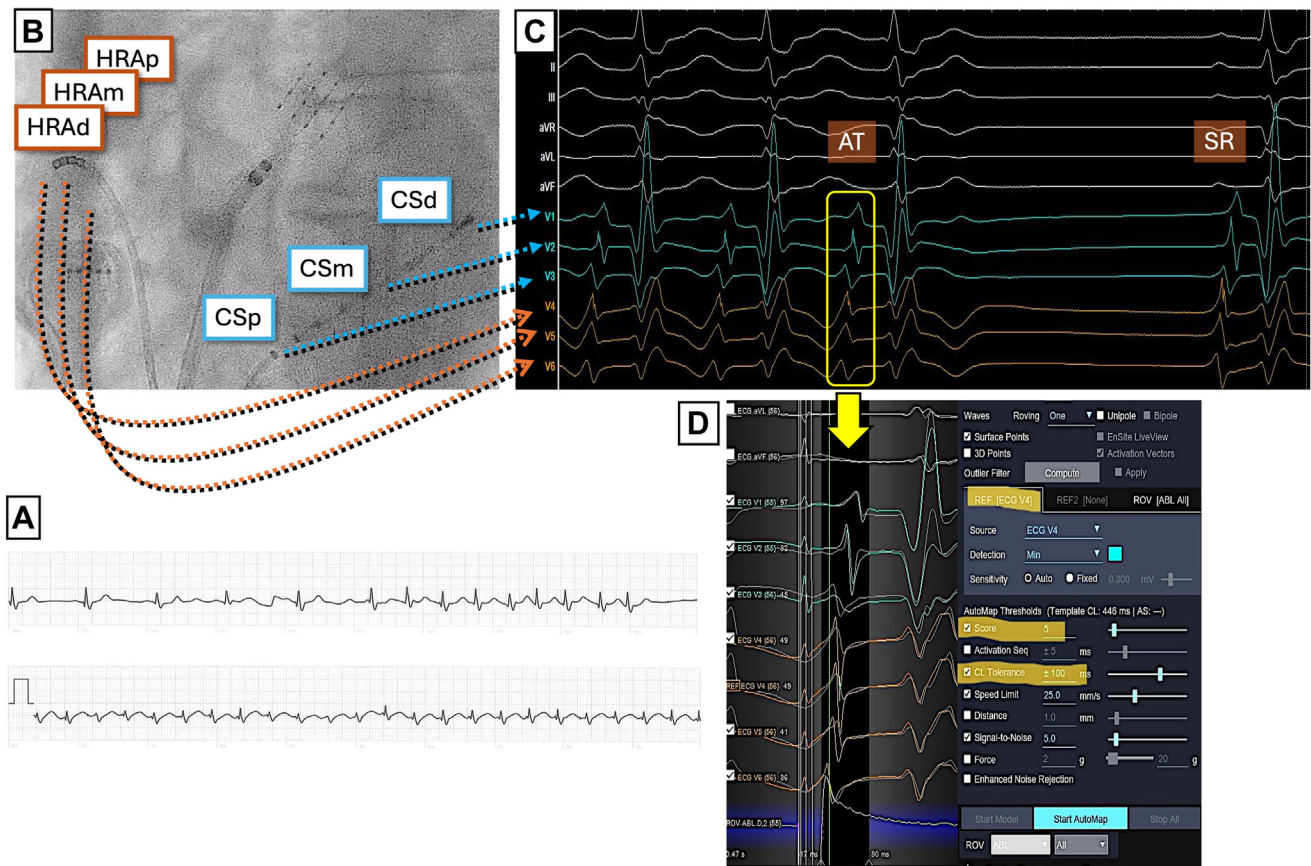 B
HRAp
HRAm
HRAd
CSd
CSm
CSp
C
II
III
aVR
aVL
aVF
V1
V2
V3
V4
V5
V6
AT
SR
A
D
ECG aVL (56)
ECG aVF (56)
ECG V1 (55) 97
ECG V2 (55) 82
ECG V3 (56) 45
ECG V4 (56) 49
REF ECG V4 (56) 49
ECG V5 (56) 41
ECG V6 (56) 86
ROV ABL D,2 (55)
0.47 s
Waves Roving One Unipole Bipole
Surface Points EnSite LiveView
3D Points Activation Vectors
Outlier Filter Compute Apply
REF [ECG V4] REF2 [None] ROV [ABL All]
Source ECG V4
Detection Min
Sensitivity Auto Fixed 0.300 mV
AutoMap Thresholds (Template CL: 446 ms | AS: ---)
Score 5
Activation Seq ± 5 ms
CL Tolerance ± 100 ms
Speed Limit 25.0 mm/s
Distance 1.0 mm
Signal-to-Noise 5.0
Force 2 g 20 g
Enhanced Noise Rejection
Start Model Start AutoMap Stop All
ROV ABL All